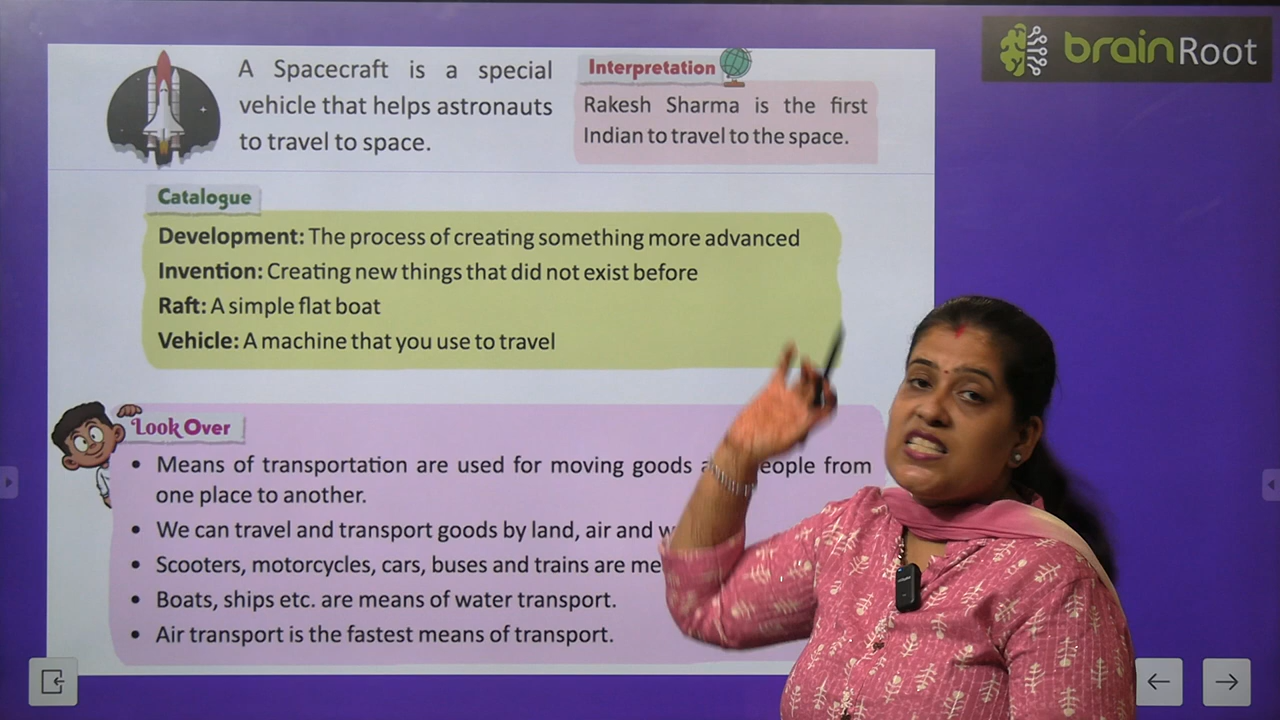 brainRoot
A Spacecraft is a special
vehicle that helps astronauts
to travel to space.
Interpretation
Rakesh Sharma is the first
Indian to travel to the space.
Catalogue
Development: The process of creating something more advanced
Invention: Creating new things that did not exist before
Raft: A simple flat boat
Vehicle: A machine that you use to travel
Look Over
• Means of transportation are used for moving goods from
one place to another.
• We can travel and transport goods by land, air and
• Scooters, motorcycles, cars, buses and trains are
• Boats, ships etc. are means of water transport.
• Air transport is the fastest means of transport.